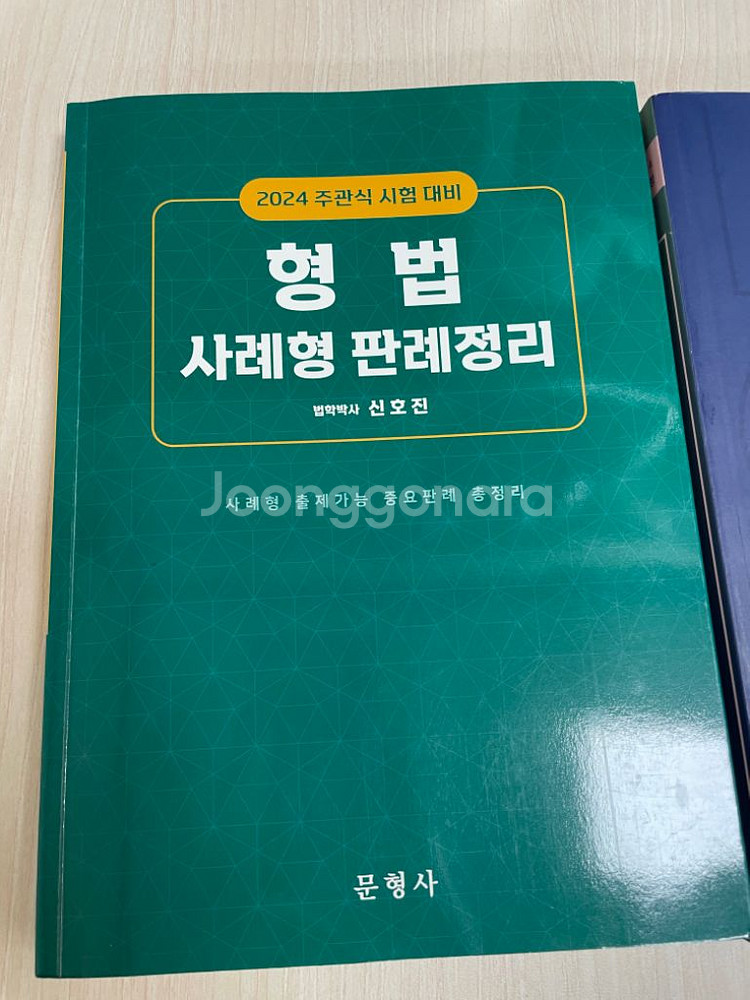 2024 주관식 시험 대비
형 법
사례형 판례정리
법학박사 신호진
사례형 출제가능 중요판례 총정리
Joonggonara
문형사